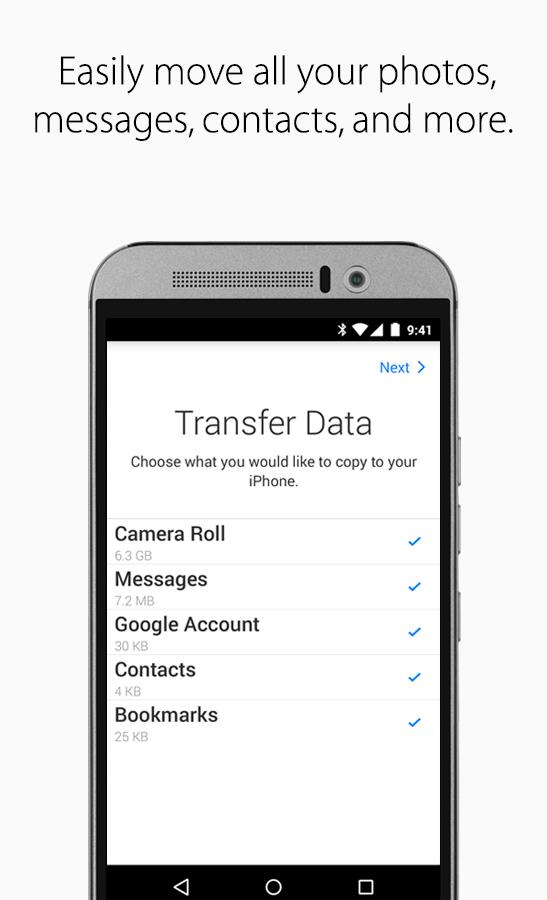 Easily move all your photos,
messages, contacts, and more.
9:41
Next
Transfer Data
Choose what you would like to copy to your
iPhone.
Camera Roll
6.3 GB
Messages
7.2 MB
Google Account
30 KB
Contacts
4 KB
Bookmarks
25 KB